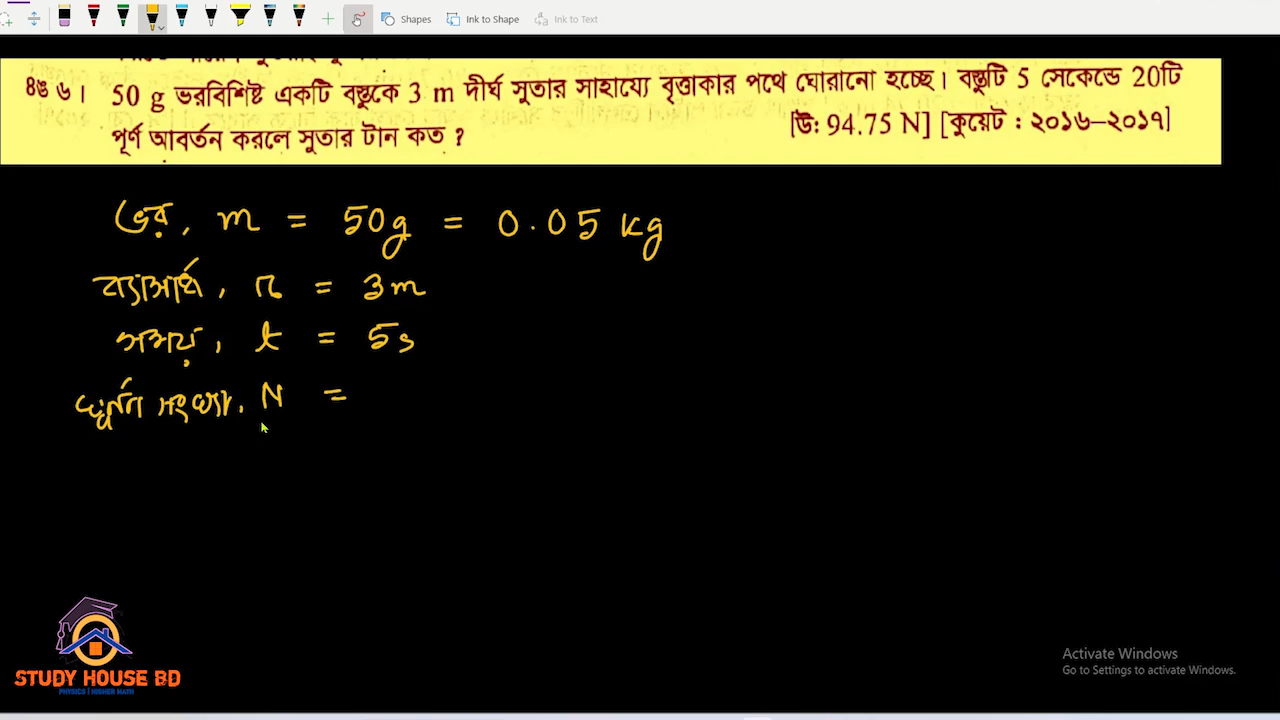 Shapes Ink to Shape Ink to Text
৪ঙ ৬। 50 g ভরবিশিষ্ট একটি বস্তুকে 3 m দীর্ঘ সুতার সাহায্যে বৃত্তাকার পথে ঘোরানো হচ্ছে। বস্তুটি 5 সেকেন্ডে 20টি
পূর্ণ আবর্তন করলে সুতার টান কত ? [উঃ 94.75 N] [কুয়েট : ২০১৬–২০১৭]
ভর, m = 50g = 0.05 kg
ব্যাসার্ধ, r = 3m
সময়, t = 5s
ঘূর্ণন সংখ্যা, N =
STUDY HOUSE BD
PHYSICS | HIGHER MATH
Activate Windows
Go to Settings to activate Windows.